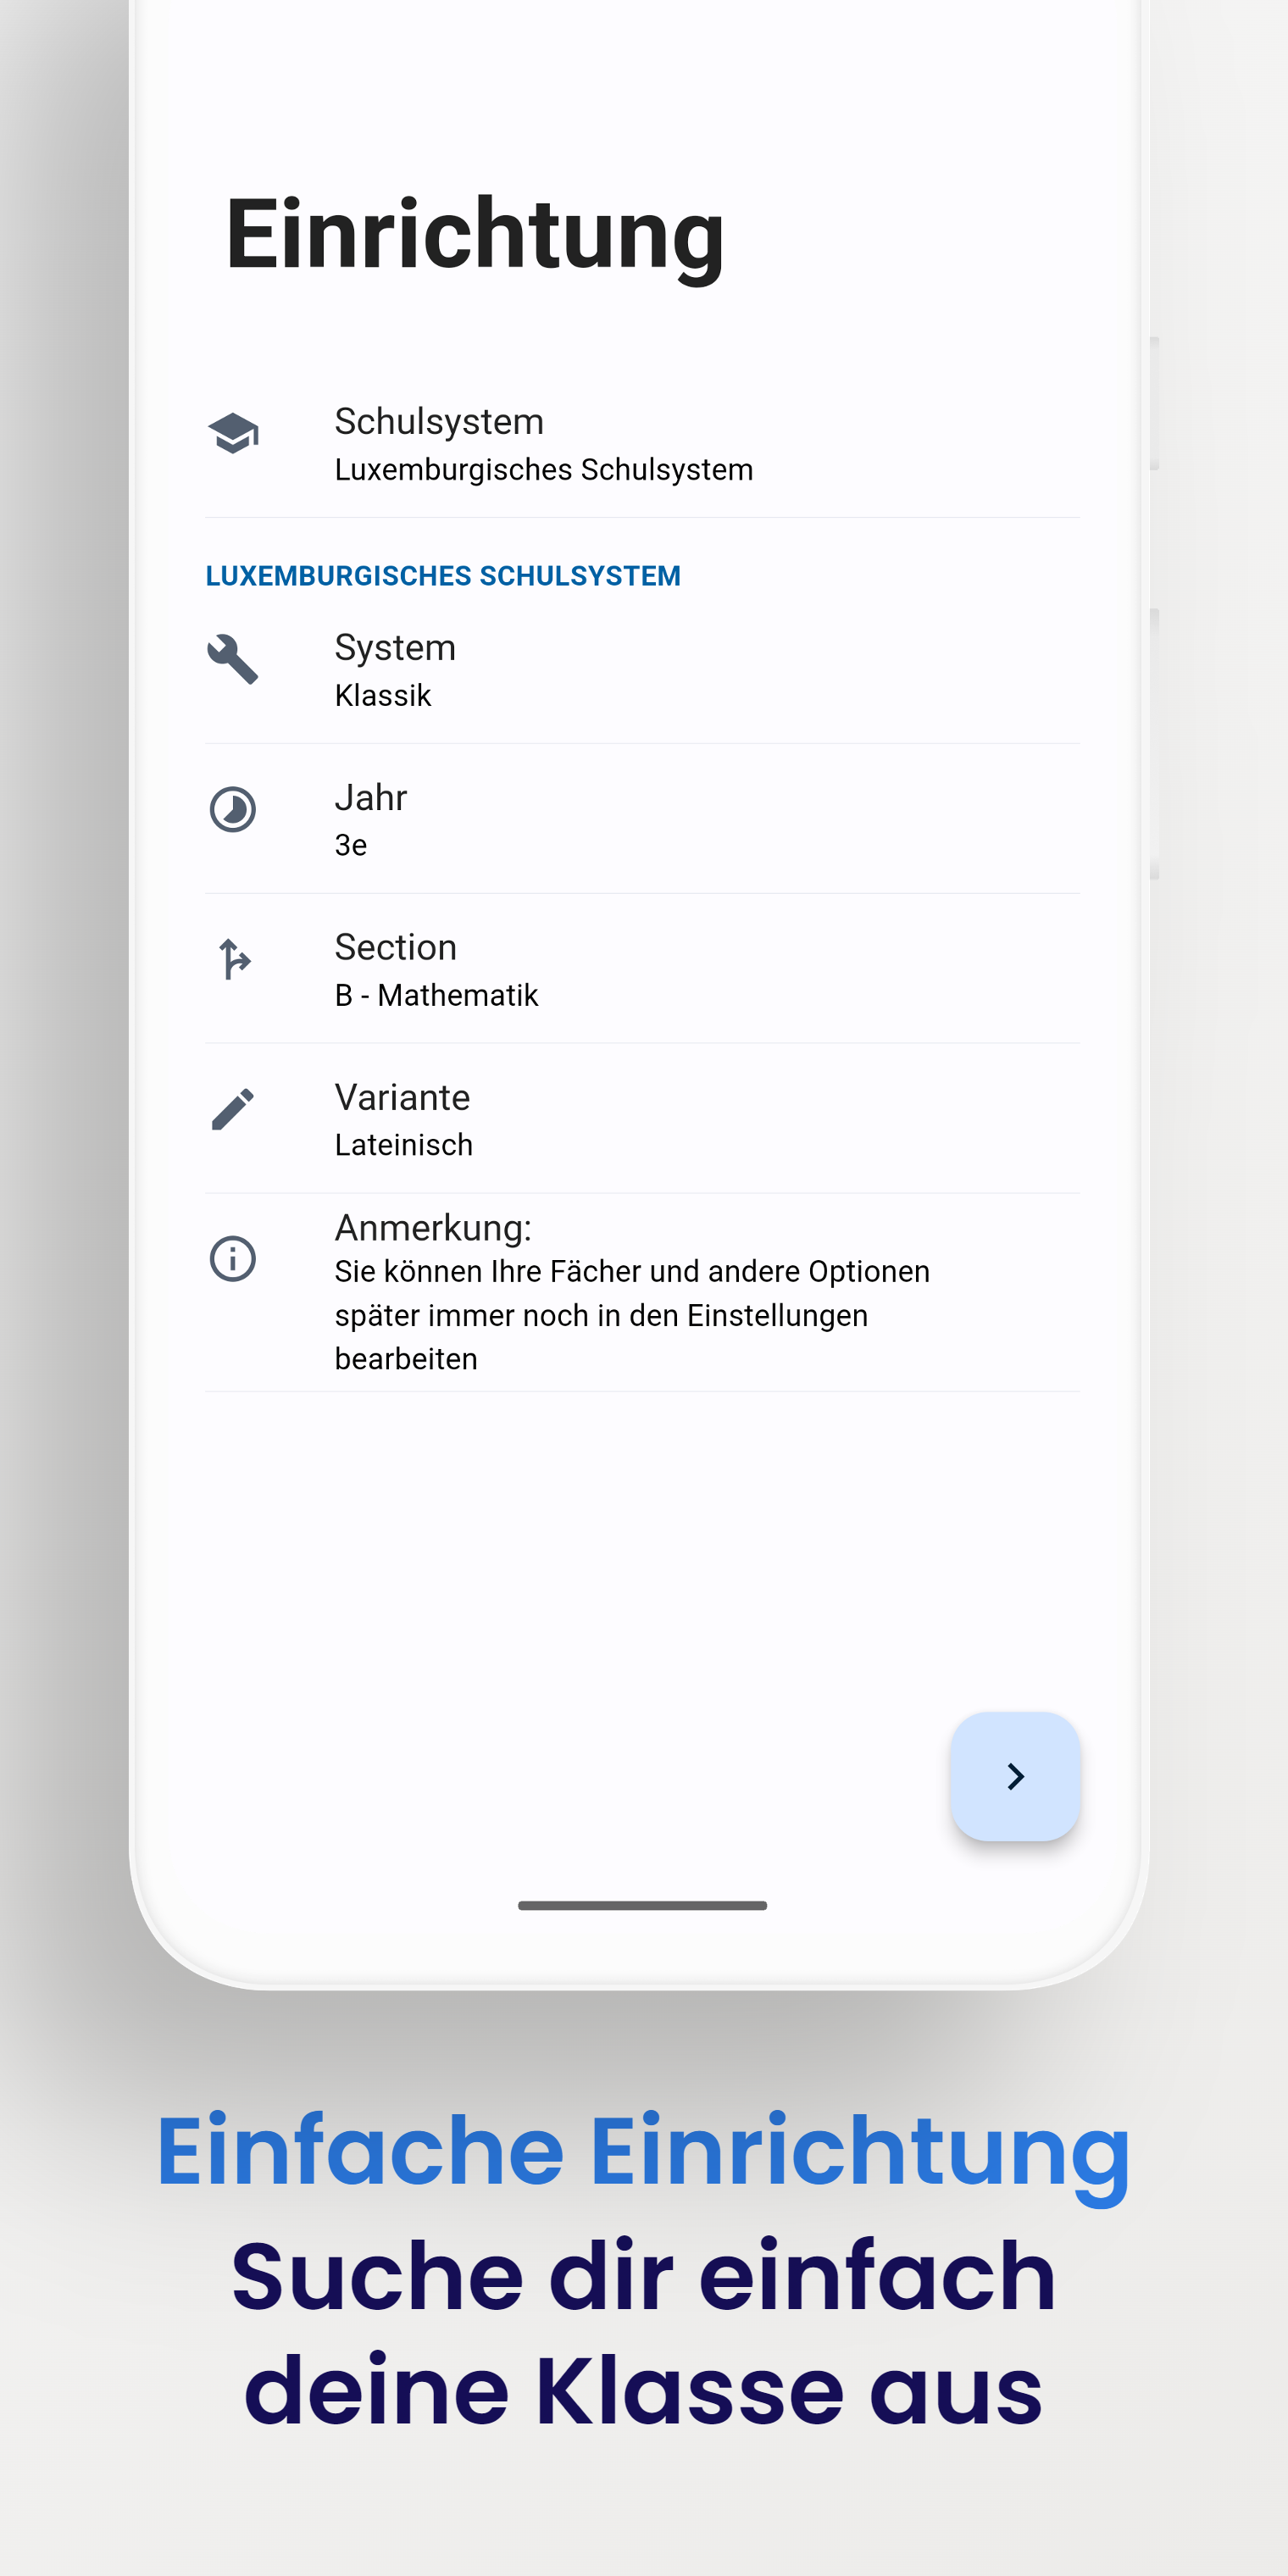 Einrichtung
Schulsystem
Luxemburgisches Schulsystem
LUXEMBURGISCHES SCHULSYSTEM
System
Klassik
Jahr
3e
Section
B - Mathematik
Variante
Lateinisch
Anmerkung:
Sie können Ihre Fächer und andere Optionen
später immer noch in den Einstellungen
bearbeiten
Einfache Einrichtung
Suche dir einfach
deine Klasse aus